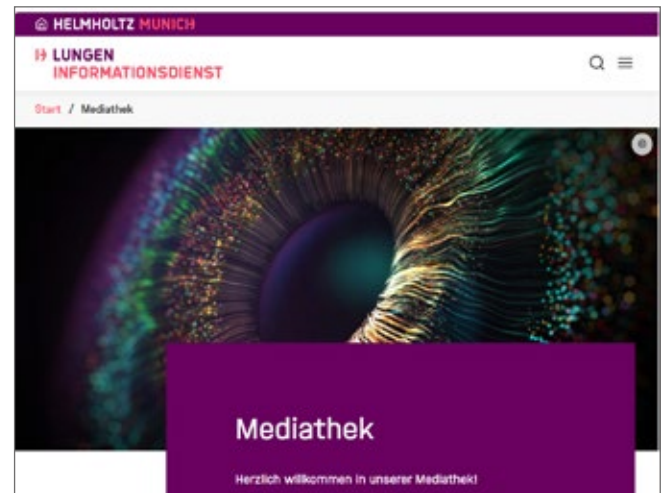 HELMHOLTZ MUNICH
LUNGEN
INFORMATIONSDIENST
Start / Mediathek
Mediathek
Herzlich willkommen in unserer Mediathek!